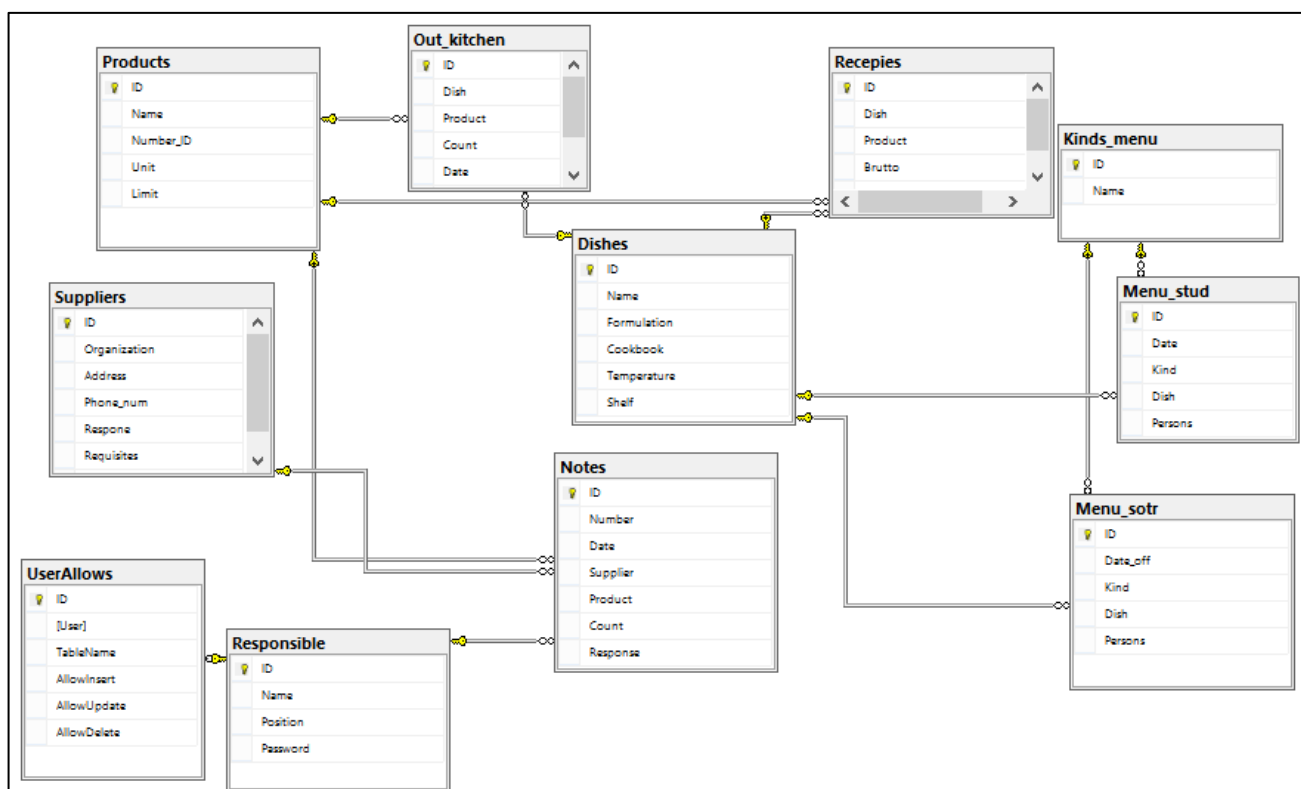 Products
ID
Name
Number_ID
Unit
Limit
Out_kitchen
ID
Dish
Product
Count
Date
Recepies
ID
Dish
Product
Brutto
Kinds_menu
ID
Name
Dishes
ID
Name
Formulation
Cookbook
Temperature
Shelf
Suppliers
ID
Organization
Address
Phone_num
Respone
Requisites
Menu_stud
ID
Date
Kind
Dish
Persons
Notes
ID
Number
Date
Supplier
Product
Count
Response
Menu_sotr
ID
Date_off
Kind
Dish
Persons
UserAllows
ID
[User]
TableName
AllowInsert
AllowUpdate
AllowDelete
Responsible
ID
Name
Position
Password